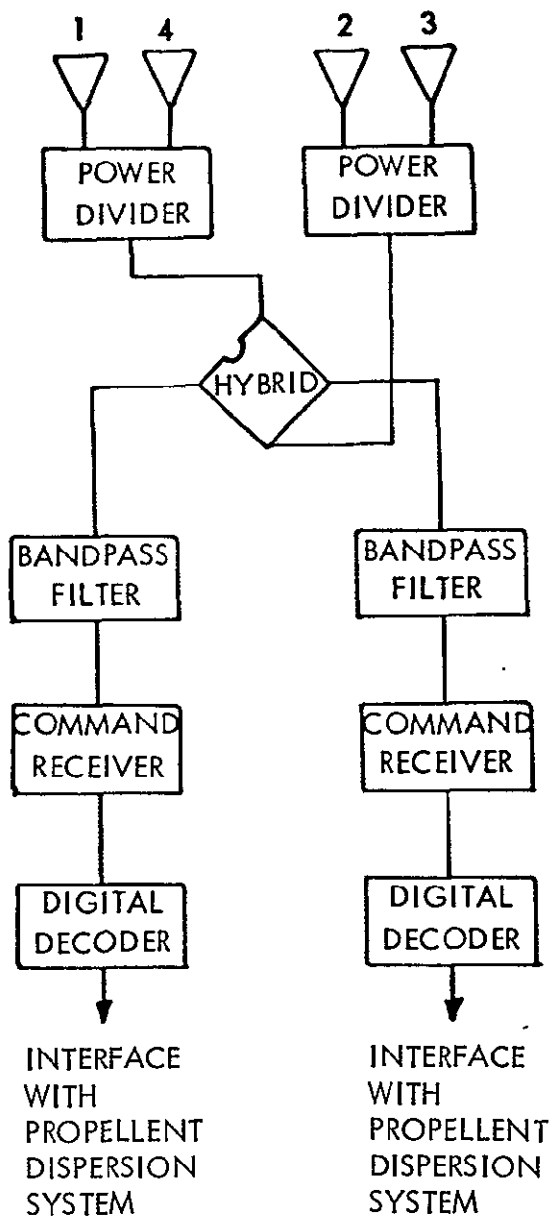 1 4 2 3
POWER
DIVIDER
POWER
DIVIDER
HYBRID
BANDPASS
FILTER
BANDPASS
FILTER
COMMAND
RECEIVER
COMMAND
RECEIVER
DIGITAL
DECODER
DIGITAL
DECODER
INTERFACE
WITH
PROPELLENT
DISPERSION
SYSTEM
INTERFACE
WITH
PROPELLENT
DISPERSION
SYSTEM